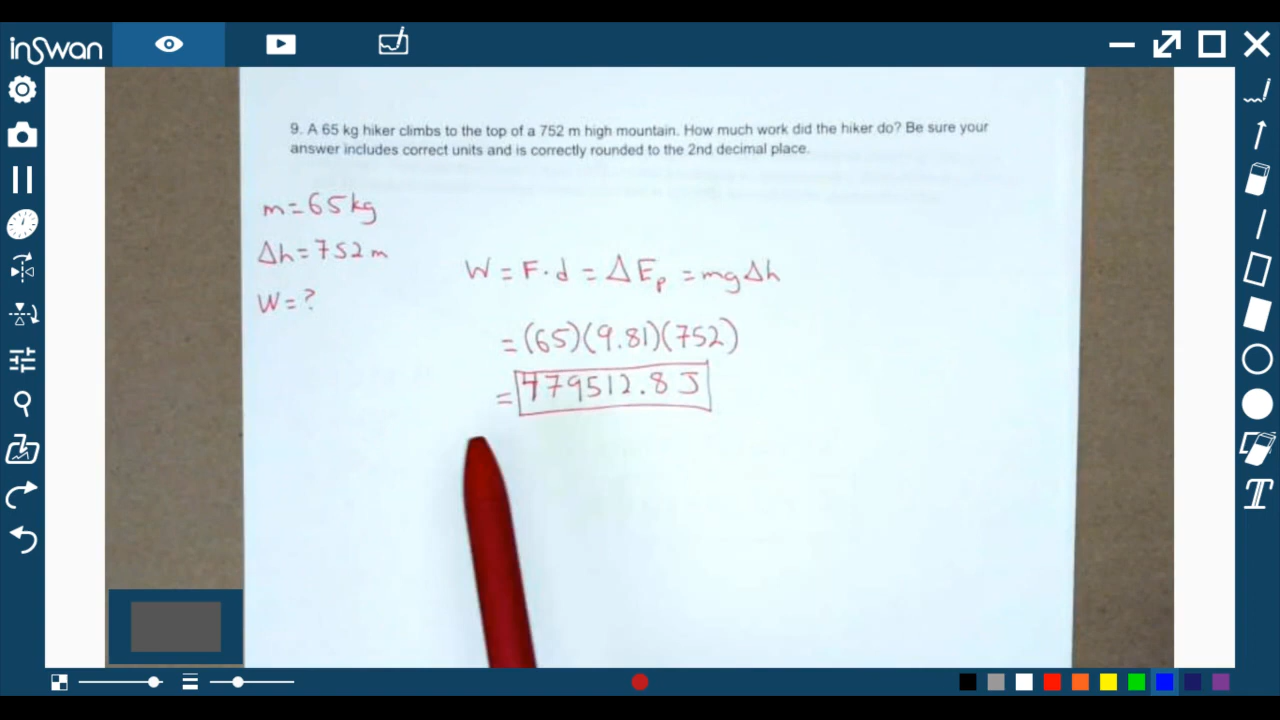 inSwan
9. A 65 kg hiker climbs to the top of a 752 m high mountain. How much work did the hiker do? Be sure your
answer includes correct units and is correctly rounded to the 2nd decimal place.
m=65kg
Δh=752m
W=?
W = F·d = ΔEp = mgΔh
=(65)(9.81)(752)
= 479512.8 J
T